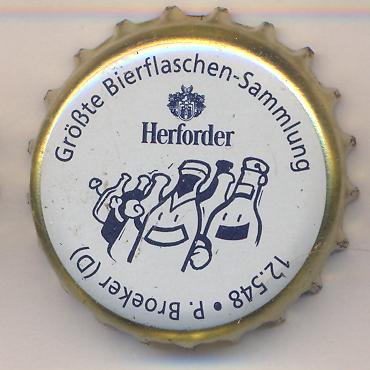 Größte Bierflaschen-Sammlung
Herforder
12.548 • P. Broeker (D)